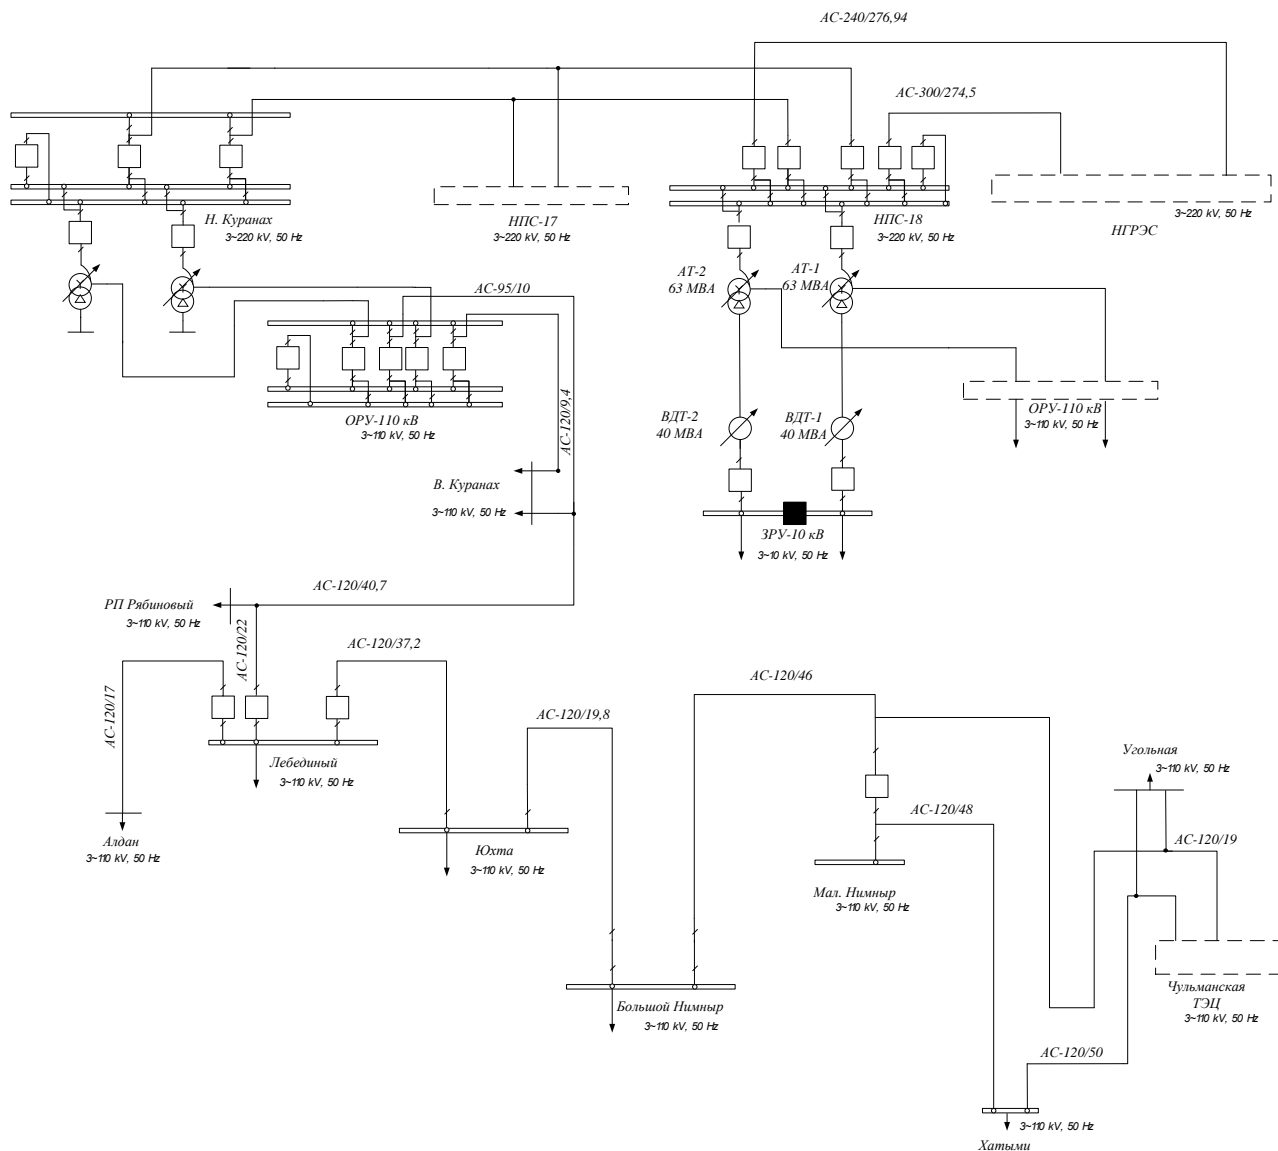 АС-240/276,94
АС-300/274,5
Н. Куранах
3~220 kV, 50 Hz
НПС-17
3~220 kV, 50 Hz
НПС-18
3~220 kV, 50 Hz
3~220 kV, 50 Hz
НГРЭС
АТ-2
63 МВА
АТ-1
63 МВА
АС-95/10
ОРУ-110 кВ
3~110 kV, 50 Hz
АС-120/9,4
ВДТ-2
40 МВА
ВДТ-1
40 МВА
ОРУ-110 кВ
3~110 kV, 50 Hz
В. Куранах
3~110 kV, 50 Hz
ЗРУ-10 кВ
3~10 kV, 50 Hz
АС-120/40,7
РП Рябиновый
3~110 kV, 50 Hz
АС-120/22
АС-120/37,2
АС-120/17
АС-120/46
АС-120/19,8
Лебединый
3~110 kV, 50 Hz
Угольная
3~110 kV, 50 Hz
АС-120/48
АС-120/19
Алдан
3~110 kV, 50 Hz
Юхта
3~110 kV, 50 Hz
Мал. Нимныр
3~110 kV, 50 Hz
Большой Нимныр
3~110 kV, 50 Hz
Чульманская
ТЭЦ
3~110 kV, 50 Hz
АС-120/50
3~110 kV, 50 Hz
Хатыми